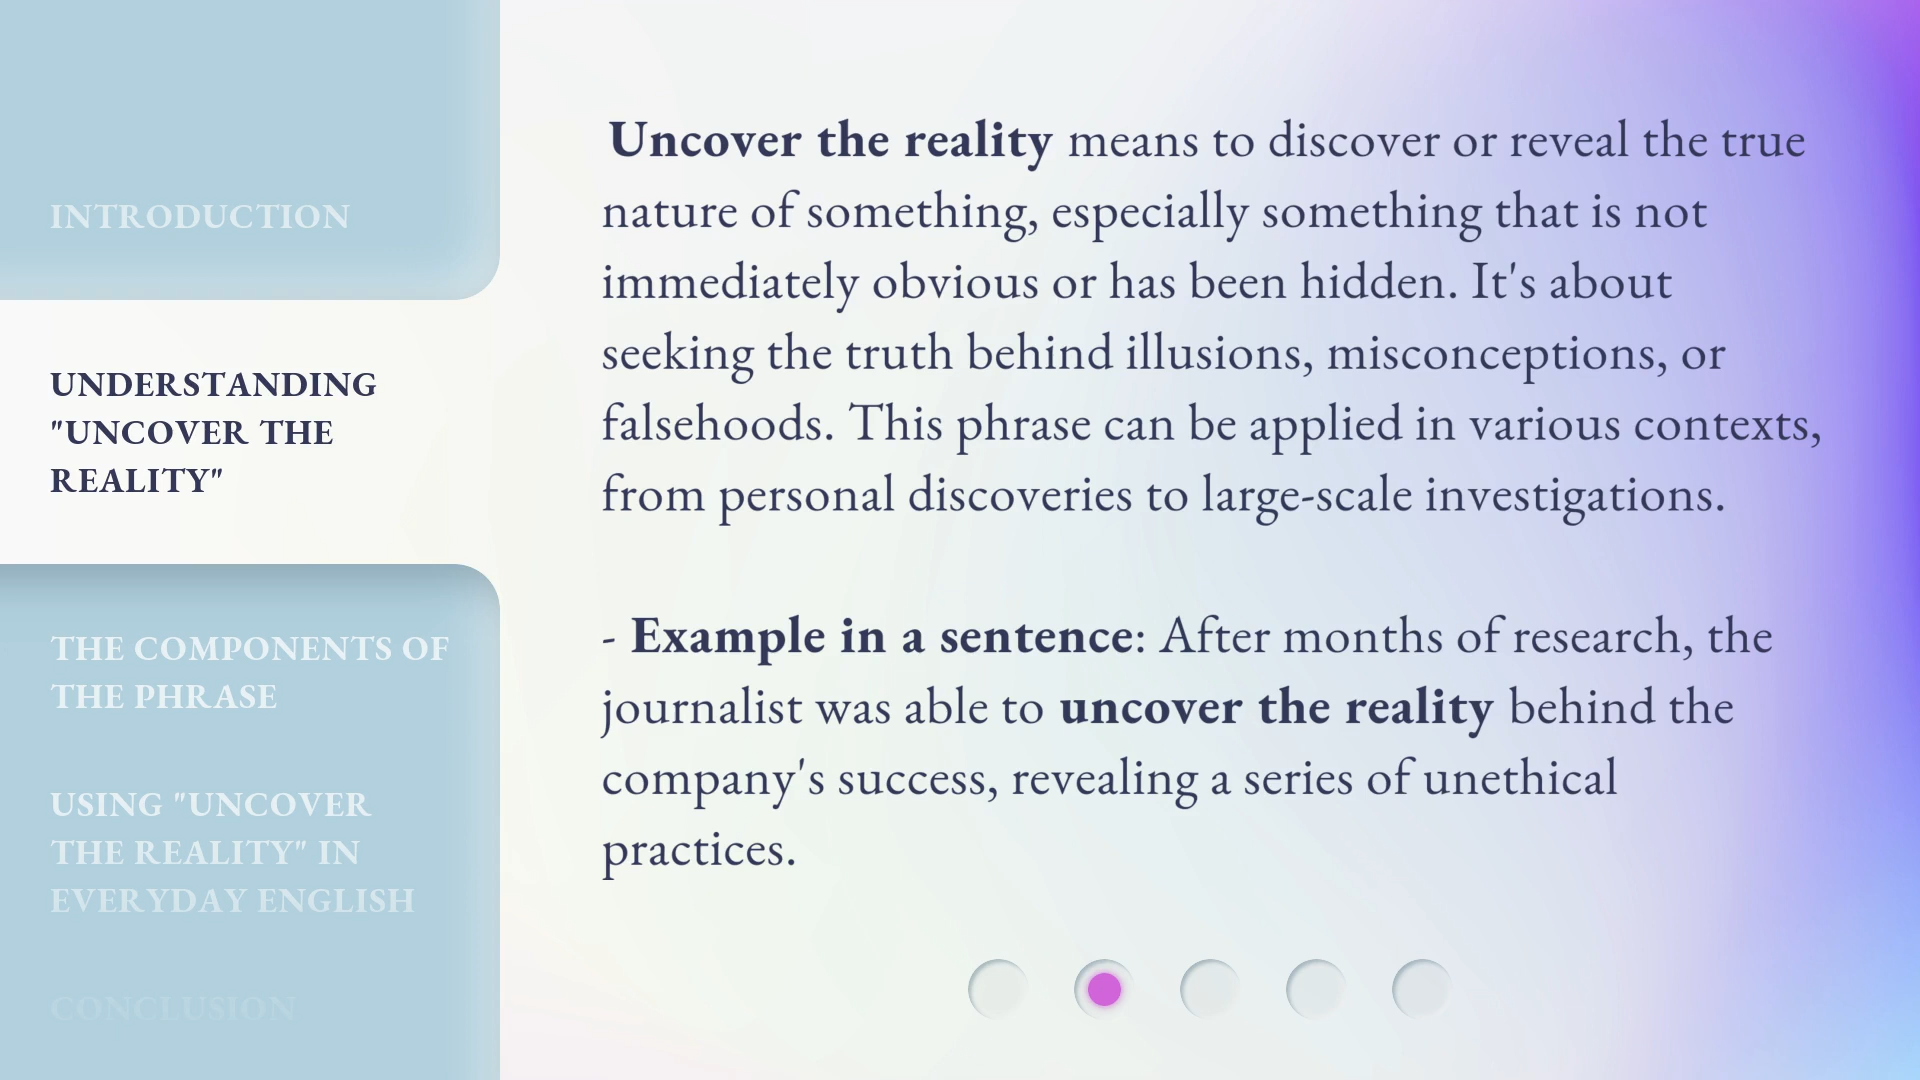 INTRODUCTION
UNDERSTANDING
"UNCOVER THE
REALITY"
THE COMPONENTS OF
THE PHRASE
USING "UNCOVER
THE REALITY" IN
EVERYDAY ENGLISH
CONCLUSION
Uncover the reality means to discover or reveal the true
nature of something, especially something that is not
immediately obvious or has been hidden. It's about
seeking the truth behind illusions, misconceptions, or
falsehoods. This phrase can be applied in various contexts,
from personal discoveries to large-scale investigations.
- Example in a sentence: After months of research, the
journalist was able to uncover the reality behind the
company's success, revealing a series of unethical
practices.